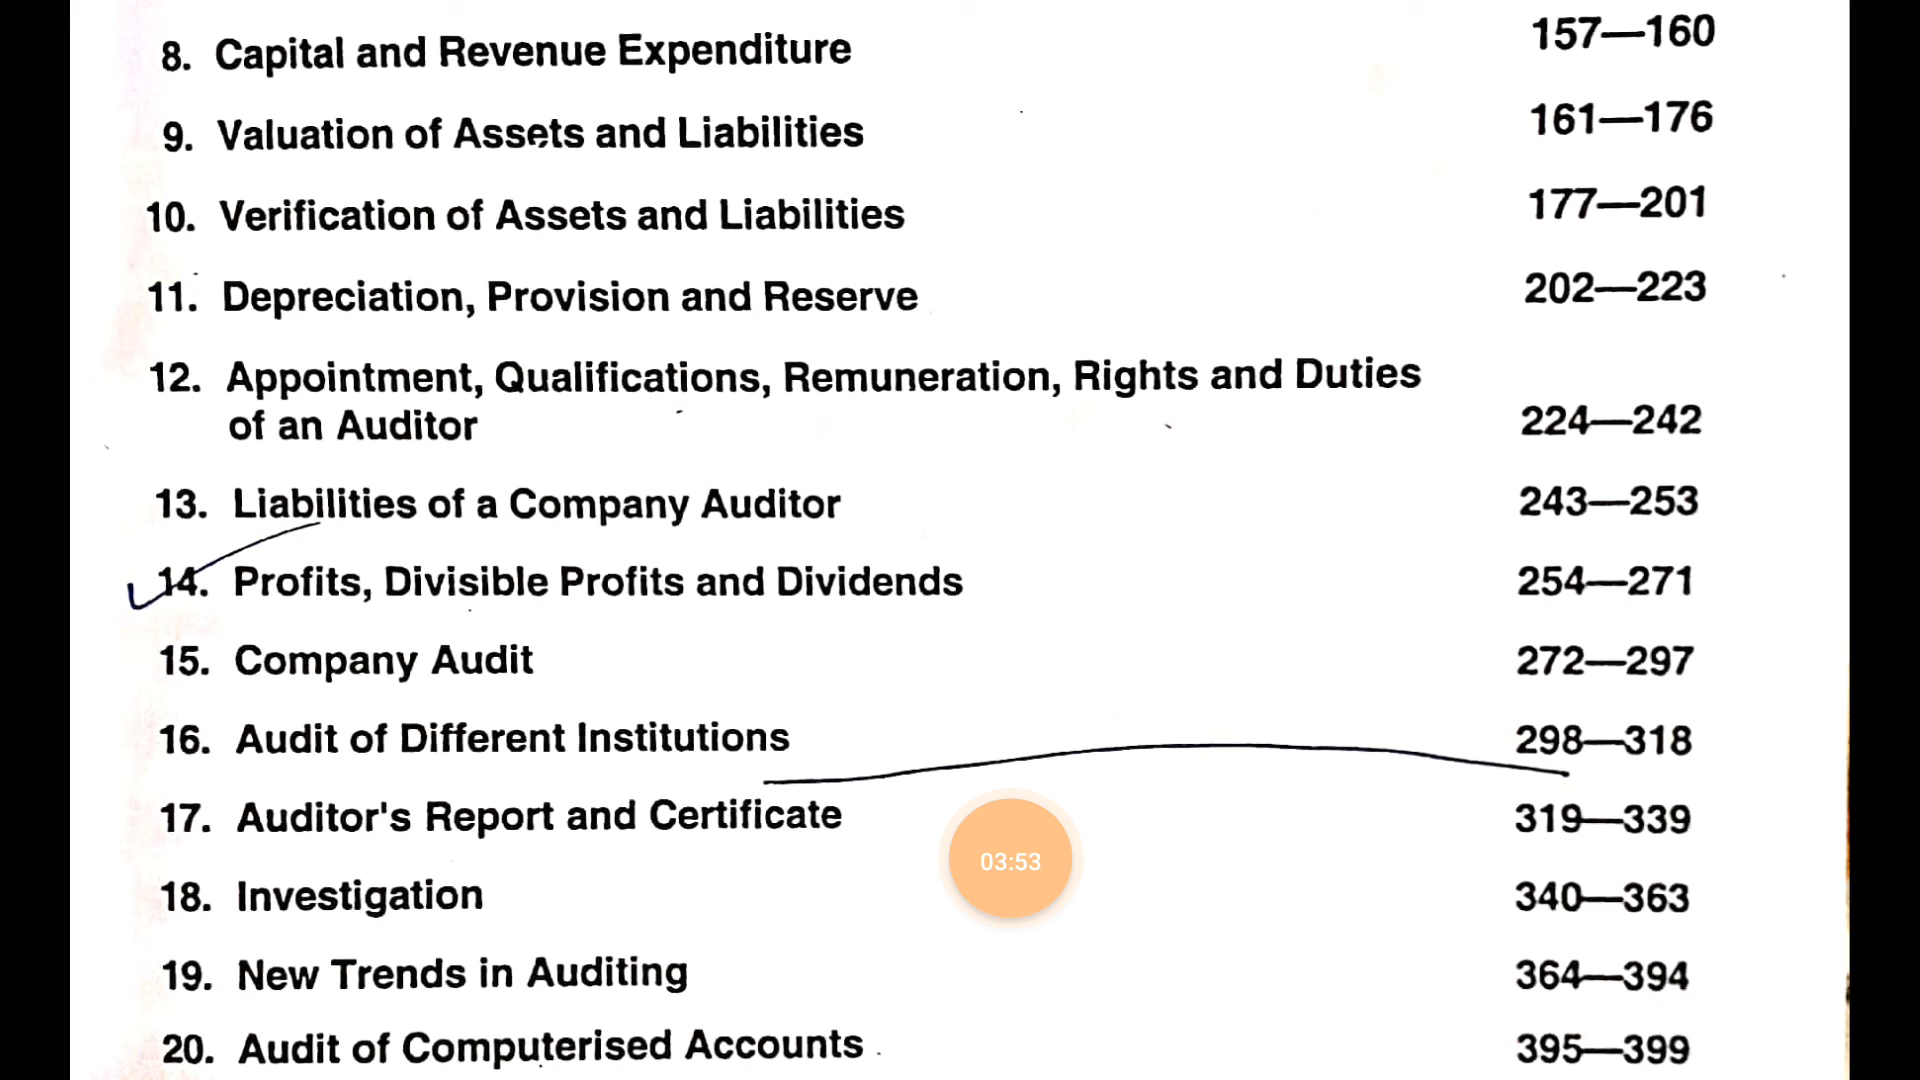 8. Capital and Revenue Expenditure 157—160
9. Valuation of Assets and Liabilities 161—176
10. Verification of Assets and Liabilities 177—201
11. Depreciation, Provision and Reserve 202—223
12. Appointment, Qualifications, Remuneration, Rights and Duties
of an Auditor 224—242
13. Liabilities of a Company Auditor 243—253
14. Profits, Divisible Profits and Dividends 254—271
15. Company Audit 272—297
16. Audit of Different Institutions 298—318
17. Auditor's Report and Certificate 319—339
03:53
18. Investigation 340—363
19. New Trends in Auditing 364—394
20. Audit of Computerised Accounts 395—399